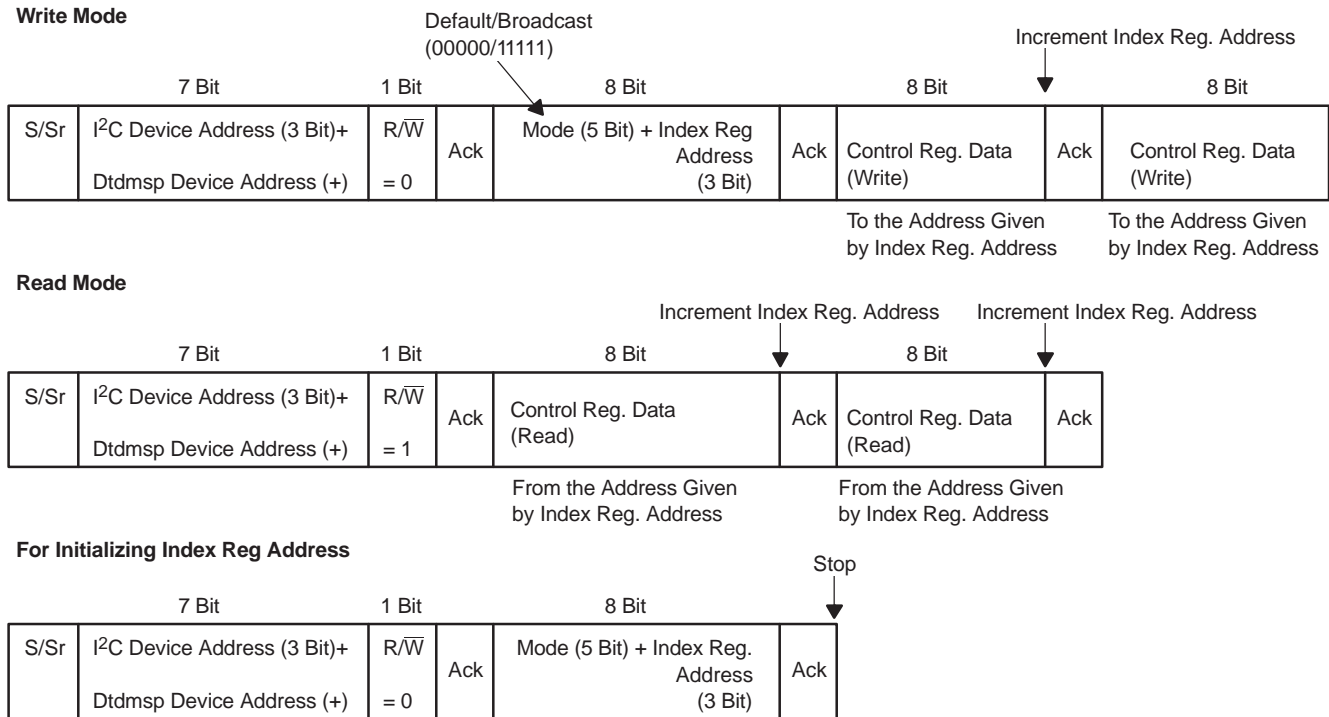 Write Mode
Default/Broadcast
(00000/11111)
Increment Index Reg. Address
7 Bit 1 Bit 8 Bit 8 Bit 8 Bit
S/Sr
I2C Device Address (3 Bit)+
Dtdmsp Device Address (+)
R/W̅
= 0
Ack
Mode (5 Bit) + Index Reg
Address
(3 Bit)
Ack
Control Reg. Data
(Write)
Ack
Control Reg. Data
(Write)
To the Address Given
by Index Reg. Address
To the Address Given
by Index Reg. Address
Read Mode
Increment Index Reg. Address Increment Index Reg. Address
7 Bit 1 Bit 8 Bit 8 Bit
S/Sr
I2C Device Address (3 Bit)+
Dtdmsp Device Address (+)
R/W̅
= 1
Ack
Control Reg. Data
(Read)
Ack
Control Reg. Data
(Read)
Ack
From the Address Given
by Index Reg. Address
From the Address Given
by Index Reg. Address
For Initializing Index Reg Address
Stop
7 Bit 1 Bit 8 Bit
S/Sr
I2C Device Address (3 Bit)+
Dtdmsp Device Address (+)
R/W̅
= 0
Ack
Mode (5 Bit) + Index Reg.
Address
(3 Bit)
Ack